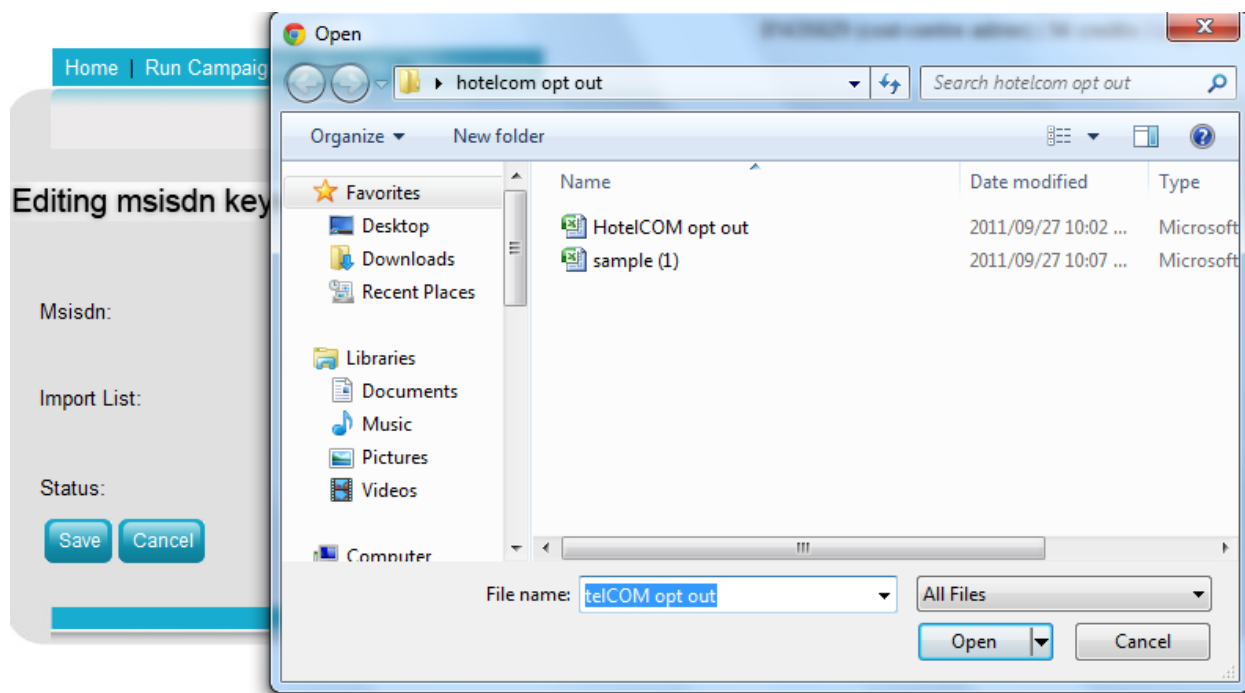 Open
Home | Run Campaig
hotelcom opt out
Search hotelcom opt out
Organize
New folder
Editing msisdn key
Msisdn:
Import List:
Status:
Save
Cancel
Favorites
Desktop
Downloads
Recent Places
Libraries
Documents
Music
Pictures
Videos
Computer
Name Date modified Type
HotelCOM opt out 2011/09/27 10:02 ... Microsoft
sample (1) 2011/09/27 10:07 ... Microsoft
File name: telCOM opt out
All Files
Open
Cancel